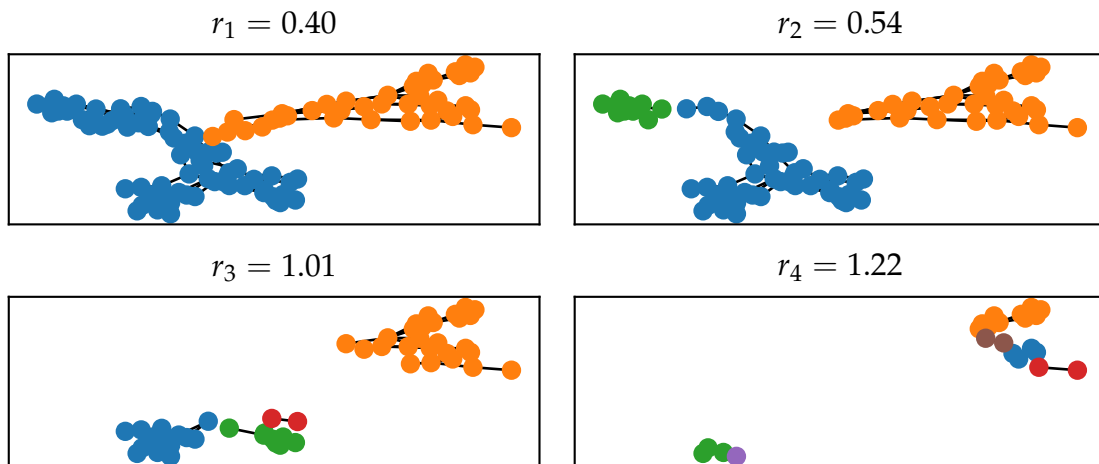 r₁ = 0.40
r₂ = 0.54
r₃ = 1.01
r₄ = 1.22